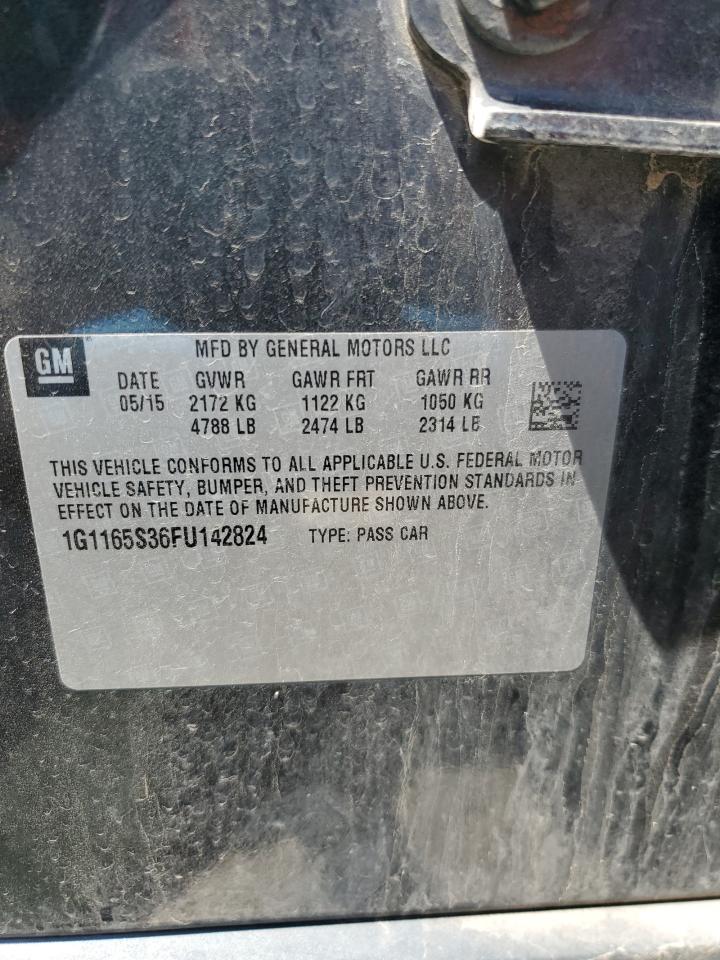 GM
MFD BY GENERAL MOTORS LLC
DATE GVWR GAWR FRT GAWR RR
05/15 2172 KG 1122 KG 1050 KG
4788 LB 2474 LB 2314 LB
THIS VEHICLE CONFORMS TO ALL APPLICABLE U.S. FEDERAL MOTOR
VEHICLE SAFETY, BUMPER, AND THEFT PREVENTION STANDARDS IN
EFFECT ON THE DATE OF MANUFACTURE SHOWN ABOVE.
1G1165S36FU142824 TYPE: PASS CAR